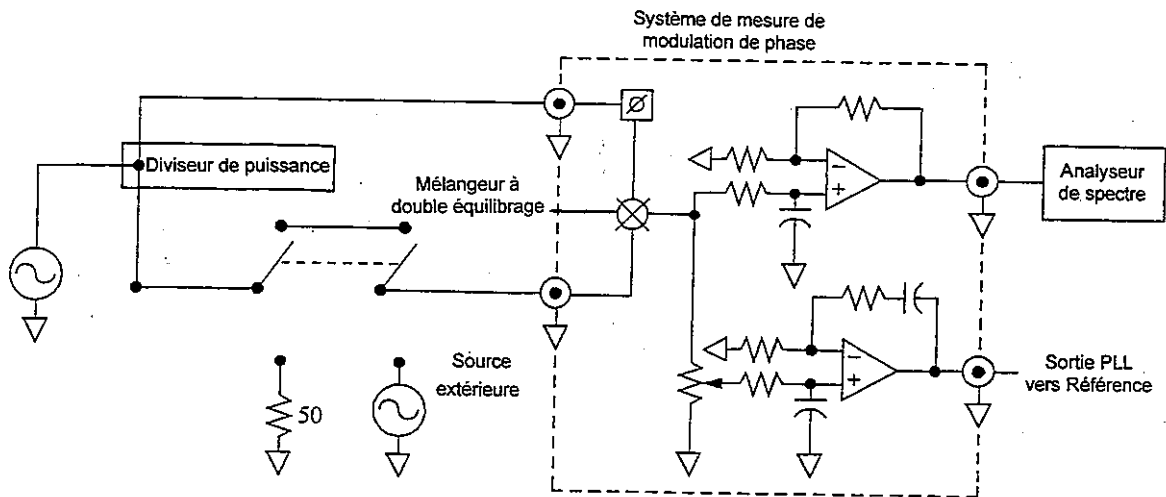 Système de mesure de
modulation de phase
Diviseur de puissance
Mélangeur à
double équilibrage
Analyseur
de spectre
Source
extérieure
50
Sortie PLL
vers Référence